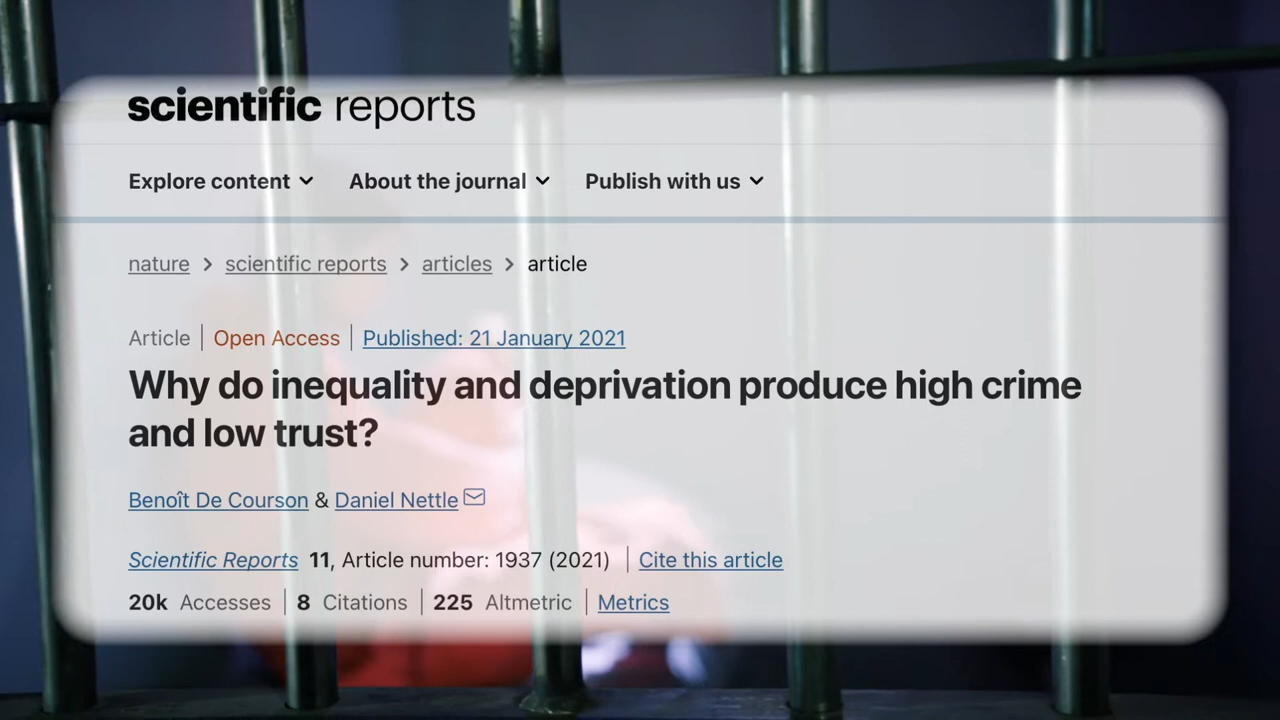 scientific reports
Explore content About the journal Publish with us
nature > scientific reports > articles > article
Article | Open Access | Published: 21 January 2021
Why do inequality and deprivation produce high crime
and low trust?
Benoît De Courson & Daniel Nettle
Scientific Reports 11, Article number: 1937 (2021) | Cite this article
20k Accesses | 8 Citations | 225 Altmetric | Metrics